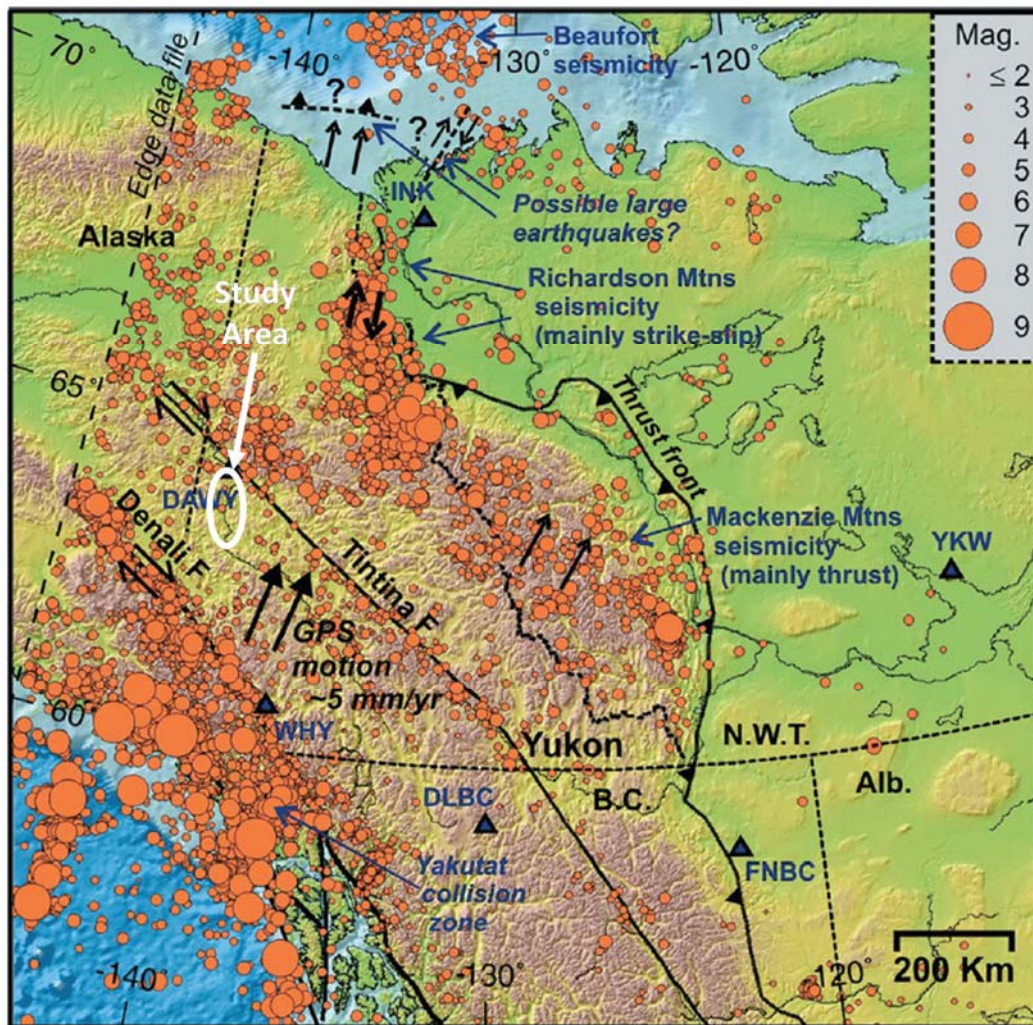 70°
-140°
Beaufort
seismicity
-130°
-120°
Mag.
≤ 2
3
4
5
6
7
8
9
Edge data file
?
?
INK
Possible large
earthquakes?
Alaska
Study
Area
Richardson Mtns
seismicity
(mainly strike-slip)
65°
Thrust front
DAWY
Denali F
Tintina F
Mackenzie Mtns
seismicity
(mainly thrust)
YKW
GPS
motion
~5 mm/yr
60°
WHY
Yukon
N.W.T.
B.C.
Alb.
DLBC
FNBC
Yakutat
collision
zone
-140°
-130°
-120°
200 Km